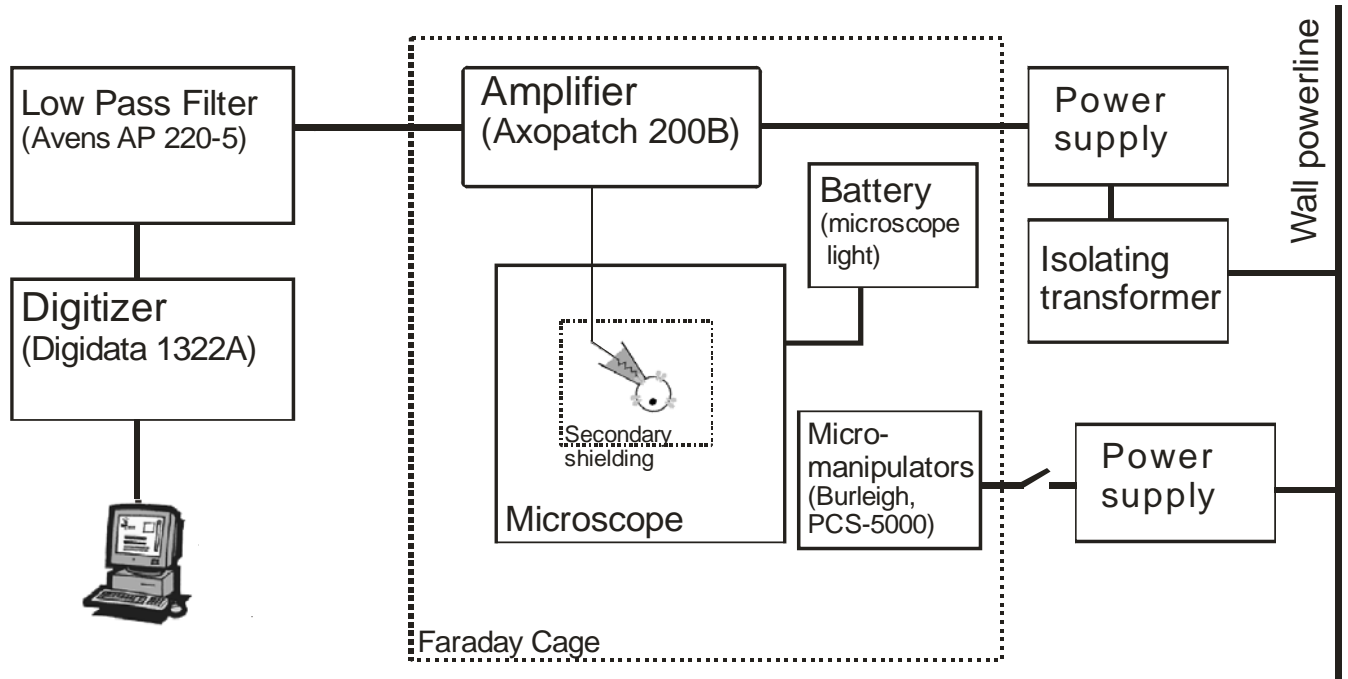 Low Pass Filter
(Avens AP 220-5)
Digitizer
(Digidata 1322A)
Amplifier
(Axopatch 200B)
Battery
(microscope
light)
Secondary
shielding
Microscope
Micro-
manipulators
(Burleigh,
PCS-5000)
Faraday Cage
Power
supply
Isolating
transformer
Power
supply
Wall powerline